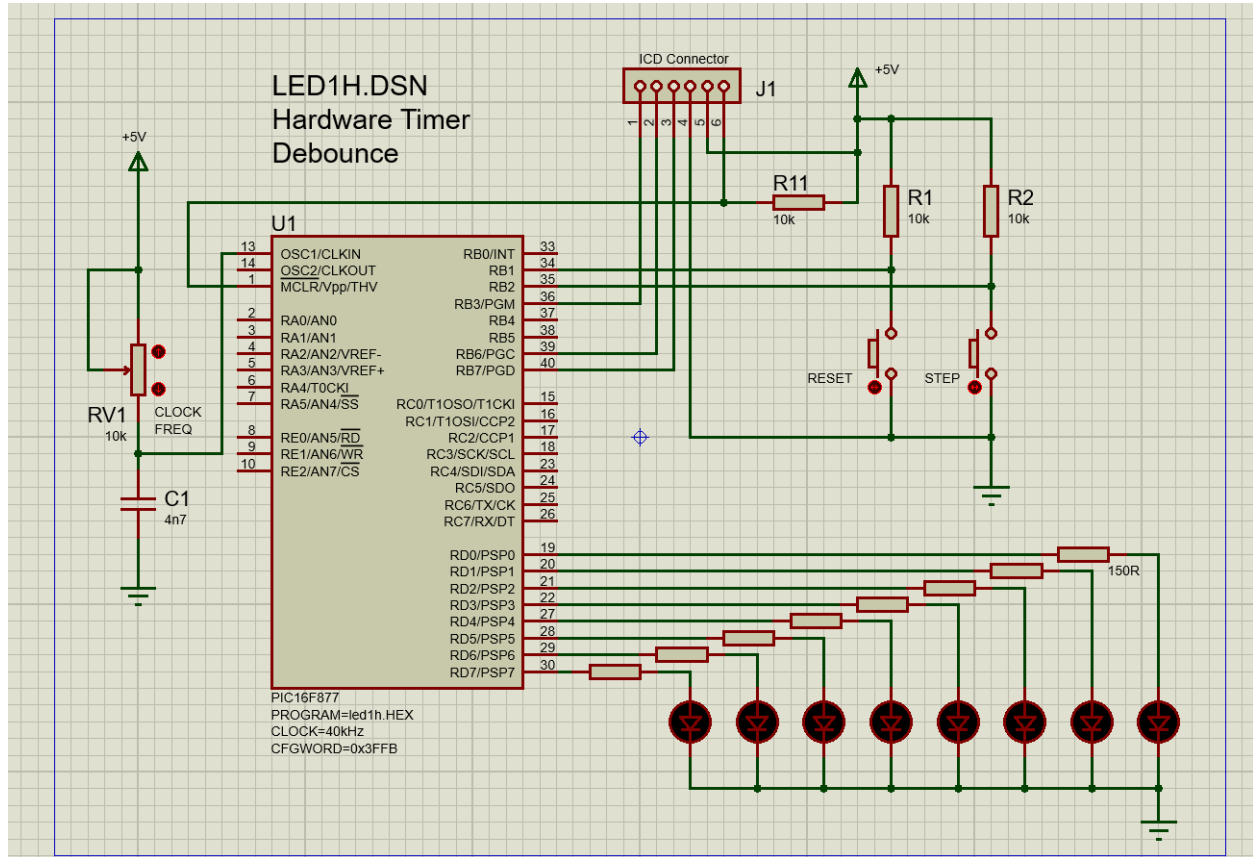 LED1H.DSN
Hardware Timer
Debounce
ICD Connector
J1
1
2
3
4
5
6
+5V
+5V
R11
10k
R1
10k
R2
10k
U1
13 OSC1/CLKIN
14 OSC2/CLKOUT
1 MCLR/Vpp/THV
2 RA0/AN0
3 RA1/AN1
4 RA2/AN2/VREF-
5 RA3/AN3/VREF+
6 RA4/T0CKI
7 RA5/AN4/SS
8 RE0/AN5/RD
9 RE1/AN6/WR
10 RE2/AN7/CS
RB0/INT 33
RB1 34
RB2 35
RB3/PGM 36
RB4 37
RB5 38
RB6/PGC 39
RB7/PGD 40
RC0/T1OSO/T1CKI 15
RC1/T1OSI/CCP2 16
RC2/CCP1 17
RC3/SCK/SCL 18
RC4/SDI/SDA 23
RC5/SDO 24
RC6/TX/CK 25
RC7/RX/DT 26
RD0/PSP0 19
RD1/PSP1 20
RD2/PSP2 21
RD3/PSP3 22
RD4/PSP4 27
RD5/PSP5 28
RD6/PSP6 29
RD7/PSP7 30
RV1
10k
CLOCK
FREQ
C1
4n7
RESET
STEP
150R
PIC16F877
PROGRAM=led1h.HEX
CLOCK=40kHz
CFGWORD=0x3FFB